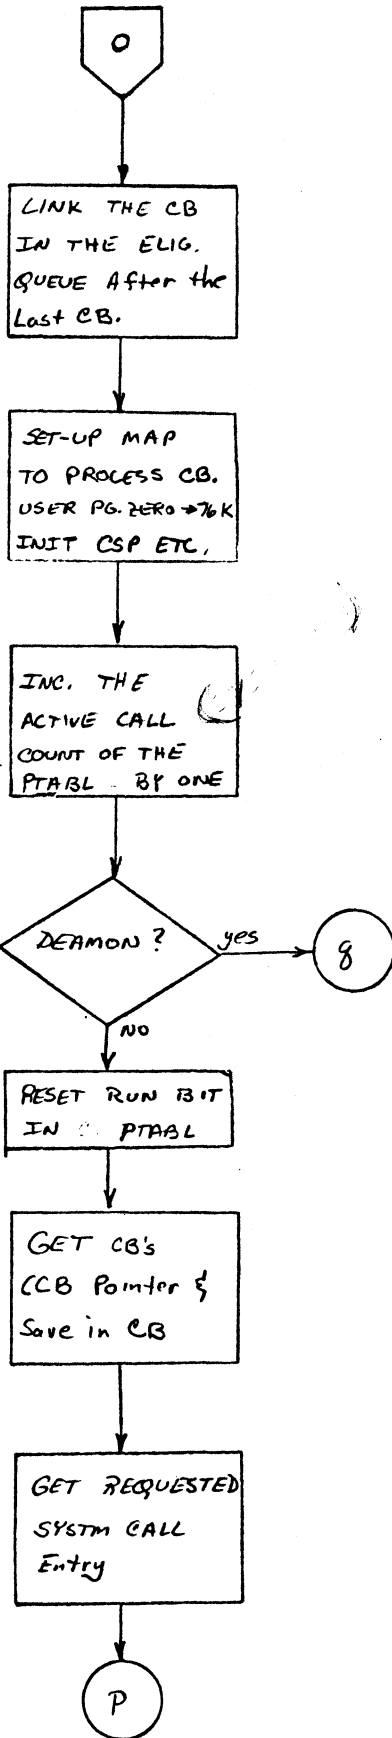 O
LINK THE CB
IN THE ELIG.
QUEUE After the
Last CB.
SET-UP MAP
TO PROCESS CB.
USER PG. ZERO → 76K
INIT CSP ETC.
INC. THE
ACTIVE CALL
COUNT OF THE
PTABL BY ONE
DEAMON ?
yes
q
NO
RESET RUN BIT
IN PTABL
GET CB's
CCB Pointer &
Save in CB
GET REQUESTED
SYSTM CALL
Entry
P